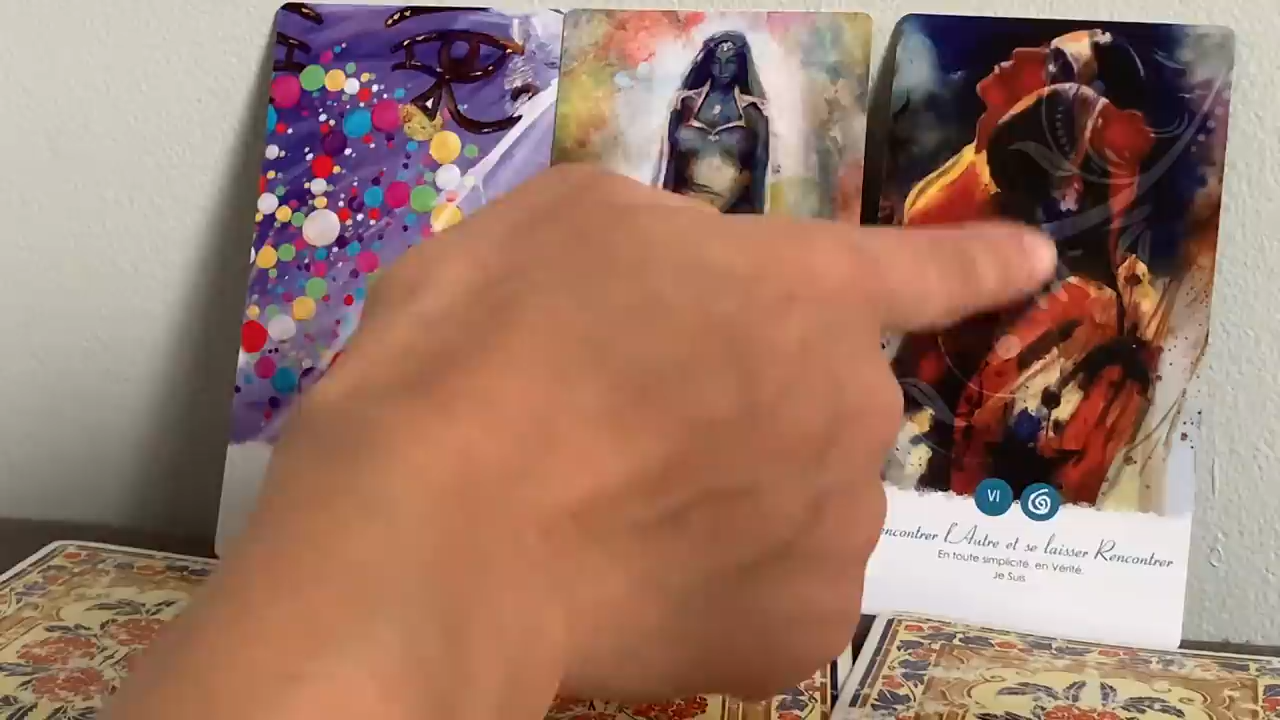 VI
encontrer l'Autre et se laisser Rencontrer
En toute simplicité, en Vérité.
Je Suis